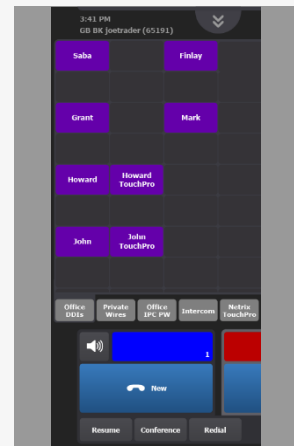 3:41 PM
GB BK joetrader (65191)
Saba
Finlay
Grant
Mark
Howard
Howard
TouchPro
John
John
TouchPro
Office
DDIs
Private
Wires
Office
IPC PW
Intercom
Netrix
TouchPro
1
New
Resume
Conference
Redial